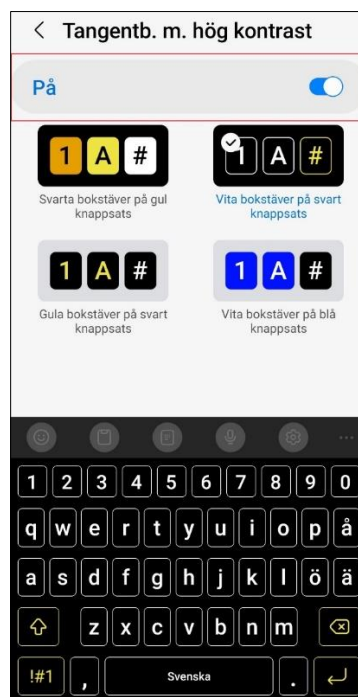 Tangentb. m. hög kontrast
På
1 A #
1 A #
Svarta bokstäver på gul
knappsats
Vita bokstäver på svart
knappsats
1 A #
1 A #
Gula bokstäver på svart
knappsats
Vita bokstäver på blå
knappsats
1 2 3 4 5 6 7 8 9 0
q w e r t y u i o p å
a s d f g h j k l ö ä
z x c v b n m
!#1 , Svenska .